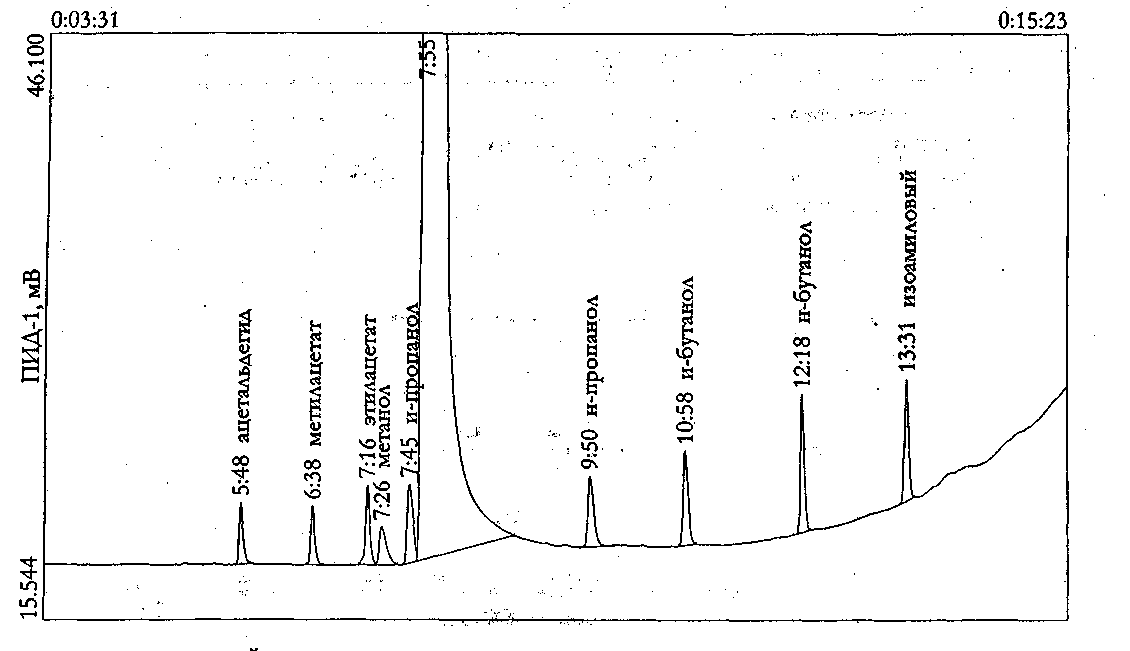 0:03:31
0:15:23
46.100
ПИД-1, мВ
15.544
5:48 ацетальдегид
6:38 метилацетат
7:16 этилацетат
7:26 метанол
7:45 и-пропанол
7:55
9:50 н-пропанол
10:58 и-бутанол
12:18 н-бутанол
13:31 изоамиловый